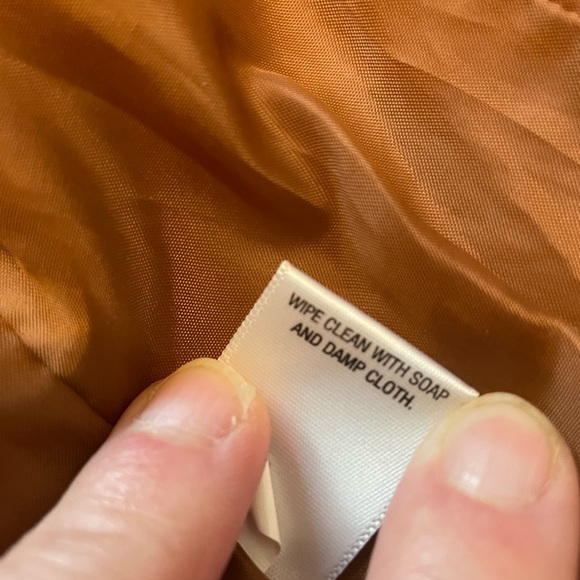 WIPE CLEAN WITH SOAP
AND DAMP CLOTH.